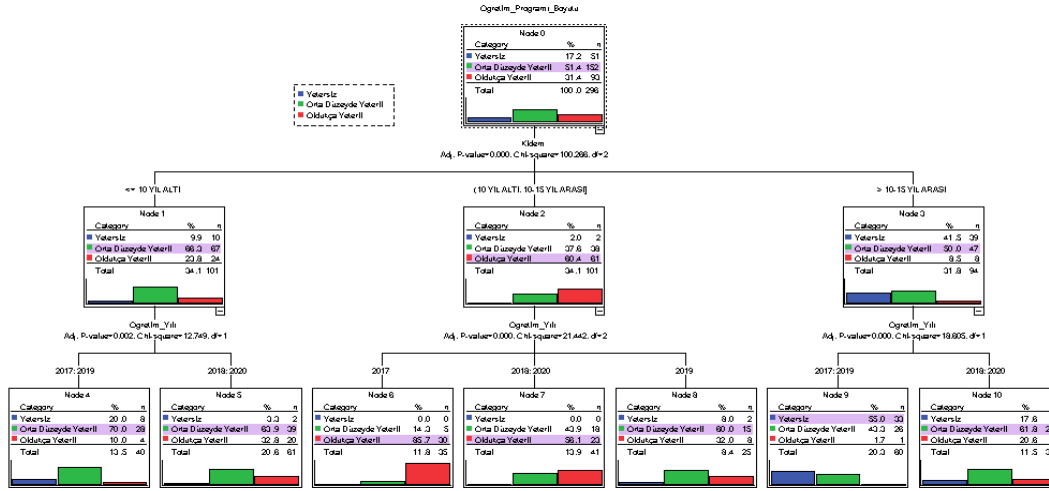 Ogretim_Programi_Boyutu
Node 0
Category % n
Yetersiz 17.2 51
Orta Düzeyde Yeterli 51.4 152
Oldukça Yeterli 31.4 93
Total 100.0 296
Yetersiz
Orta Düzeyde Yeterli
Oldukça Yeterli
Kidem
Adj. P-value=0.000, Chi-square=100.266, df=2
<= 10 YIL ALTI
(10 YIL ALTI, 10-15 YIL ARASI]
> 10-15 YIL ARASI
Node 1
Category % n
Yetersiz 9.9 10
Orta Düzeyde Yeterli 66.3 67
Oldukça Yeterli 23.8 24
Total 34.1 101
Node 2
Category % n
Yetersiz 2.0 2
Orta Düzeyde Yeterli 37.6 38
Oldukça Yeterli 60.4 61
Total 34.1 101
Node 3
Category % n
Yetersiz 41.5 39
Orta Düzeyde Yeterli 50.0 47
Oldukça Yeterli 8.5 8
Total 31.8 94
Ogretim_Yılı
Adj. P-value=0.002, Chi-square=12.749, df=1
Ogretim_Yılı
Adj. P-value=0.000, Chi-square=21.442, df=2
Ogretim_Yılı
Adj. P-value=0.000, Chi-square=18.605, df=1
2017; 2019
2018; 2020
2017
2018; 2020
2019
2017; 2019
2018; 2020
Node 4
Category % n
Yetersiz 20.0 8
Orta Düzeyde Yeterli 70.0 28
Oldukça Yeterli 10.0 4
Total 13.5 40
Node 5
Category % n
Yetersiz 3.3 2
Orta Düzeyde Yeterli 63.9 39
Oldukça Yeterli 32.8 20
Total 20.6 61
Node 6
Category % n
Yetersiz 0.0 0
Orta Düzeyde Yeterli 14.3 5
Oldukça Yeterli 85.7 30
Total 11.8 35
Node 7
Category % n
Yetersiz 0.0 0
Orta Düzeyde Yeterli 43.9 18
Oldukça Yeterli 56.1 23
Total 13.9 41
Node 8
Category % n
Yetersiz 8.0 2
Orta Düzeyde Yeterli 60.0 15
Oldukça Yeterli 32.0 8
Total 8.4 25
Node 9
Category % n
Yetersiz 55.0 33
Orta Düzeyde Yeterli 43.3 26
Oldukça Yeterli 1.7 1
Total 20.3 60
Node 10
Category %
Yetersiz 17.6
Orta Düzeyde Yeterli 61.8
Oldukça Yeterli 20.6
Total 11.5